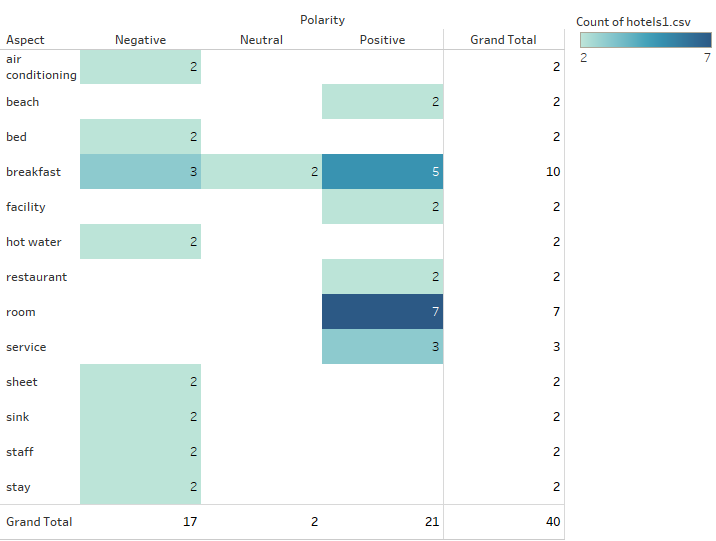 Polarity
Count of hotels1.csv
Aspect Negative Neutral Positive Grand Total
2 7
air
conditioning 2 2
beach 2 2
bed 2 2
breakfast 3 2 5 10
facility 2 2
hot water 2 2
restaurant 2 2
room 7 7
service 3 3
sheet 2 2
sink 2 2
staff 2 2
stay 2 2
Grand Total 17 2 21 40